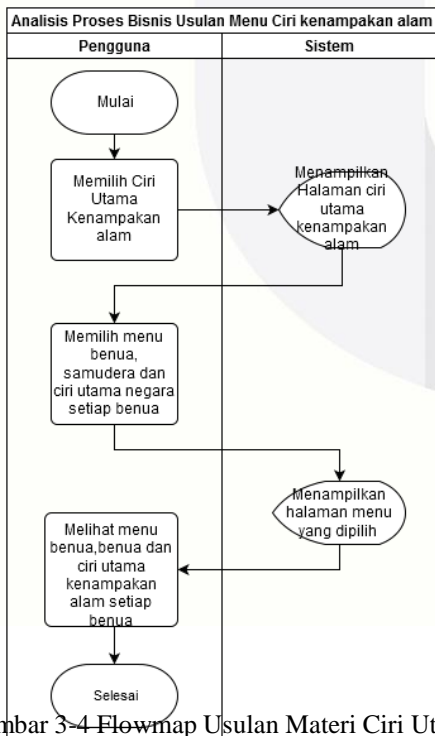 Analisis Proses Bisnis Usulan Menu Ciri kenampakan alam
Pengguna
Sistem
Mulai
Memilih Ciri
Utama
Kenampakan
alam
Menampilkan
Halaman ciri
utama
kenampakan
alam
Memilih menu
benua,
samudera dan
ciri utama negara
setiap benua
Menampilkan
halaman menu
yang dipilih
Melihat menu
benua,benua dan
ciri utama
kenampakan
alam setiap
benua
Selesai
mbar 3-4 Flowmap Usulan Materi Ciri Ut